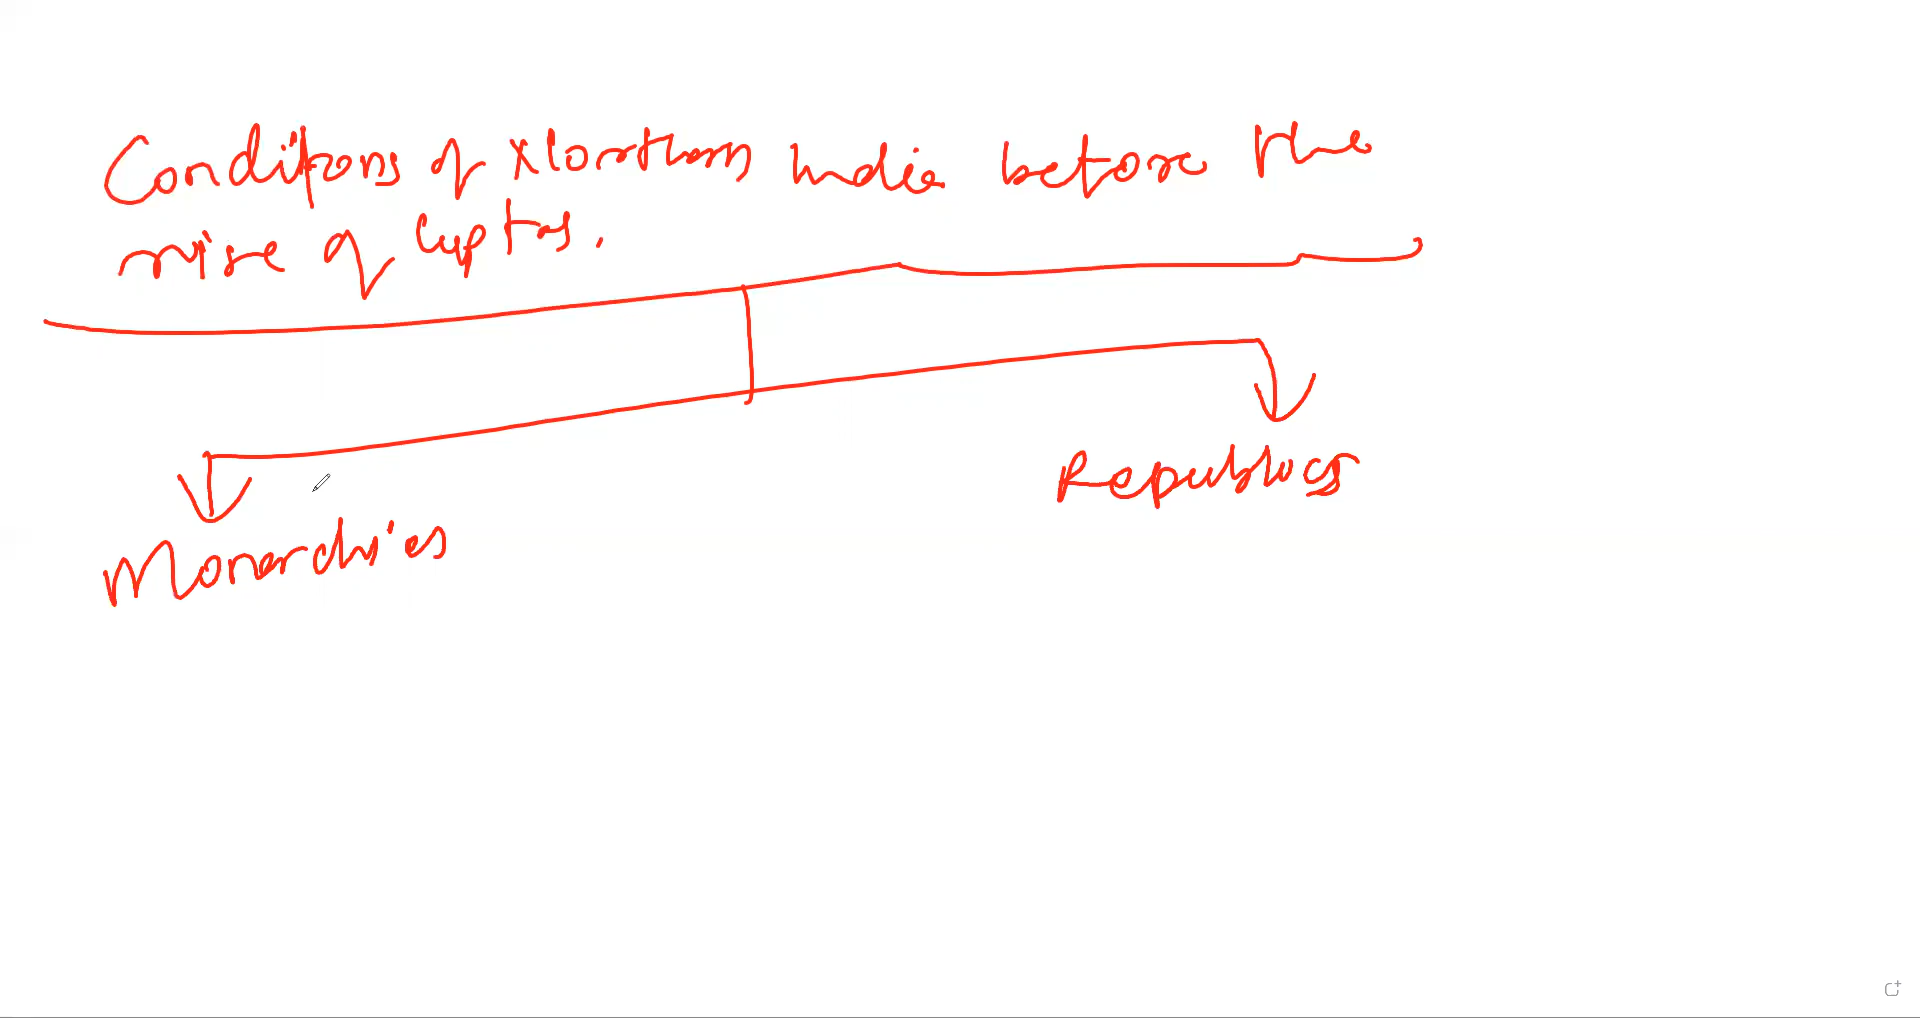 Conditions of Northern India before the
rise of Guptas.
Republics
Monarchies